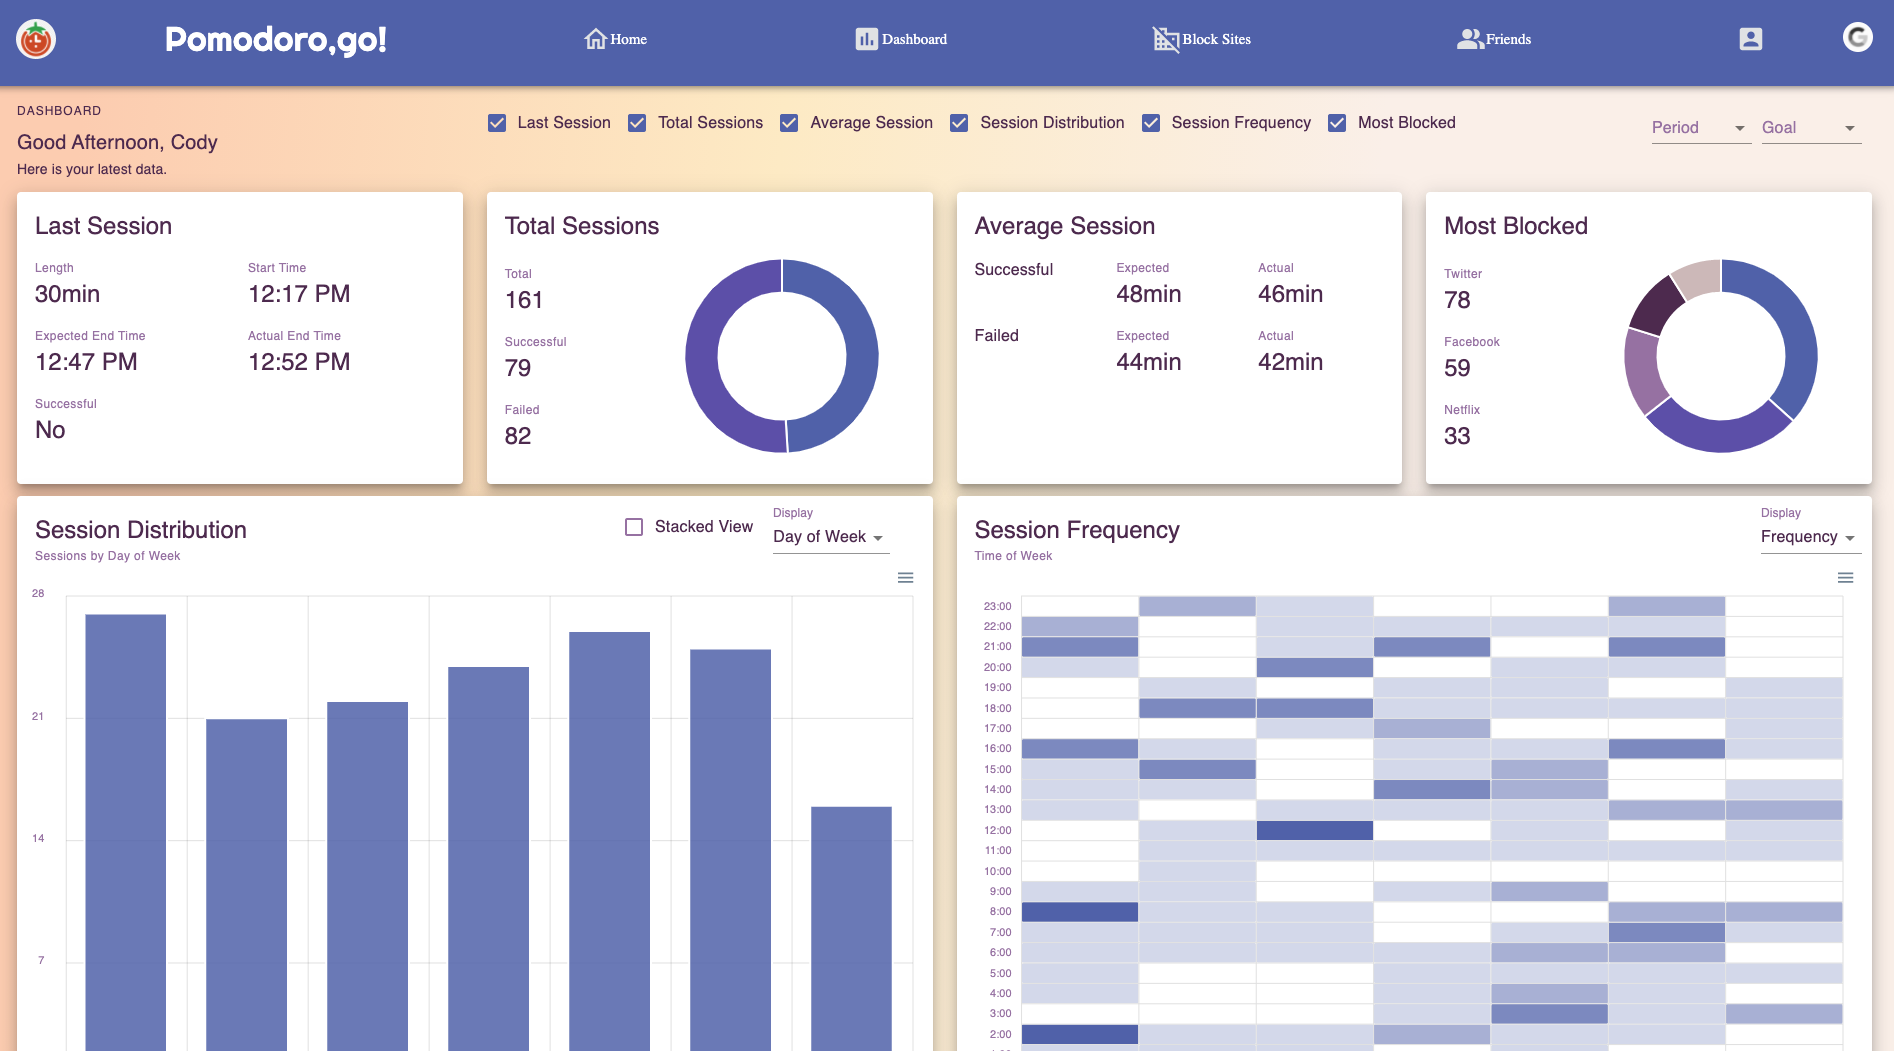 Pomodoro,go!
Home
Dashboard
Block Sites
Friends
G
DASHBOARD
Good Afternoon, Cody
Here is your latest data.
Last Session
Total Sessions
Average Session
Session Distribution
Session Frequency
Most Blocked
Period
Goal
Last Session
Length
30min
Start Time
12:17 PM
Expected End Time
12:47 PM
Actual End Time
12:52 PM
Successful
No
Total Sessions
Total
161
Successful
79
Failed
82
Average Session
Successful
Expected
48min
Actual
46min
Failed
Expected
44min
Actual
42min
Most Blocked
Twitter
78
Facebook
59
Netflix
33
Session Distribution
Sessions by Day of Week
Stacked View
Display
Day of Week
28
21
14
7
Session Frequency
Time of Week
Display
Frequency
23:00
22:00
21:00
20:00
19:00
18:00
17:00
16:00
15:00
14:00
13:00
12:00
11:00
10:00
9:00
8:00
7:00
6:00
5:00
4:00
3:00
2:00